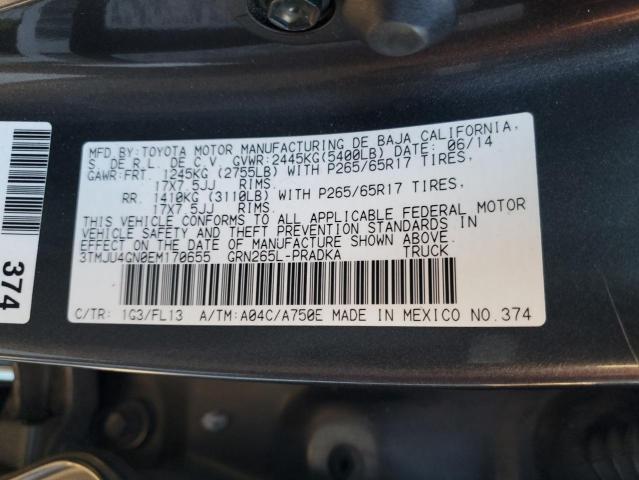 MFD.BY:TOYOTA MOTOR MANUFACTURING DE BAJA CALIFORNIA,
S. DE R.L. DE C.V. GVWR:2445KG(5400LB) DATE: 06/14
GAWR:FRT. 1245KG (2755LB) WITH P265/65R17 TIRES,
17X7.5JJ RIMS.
RR. 1410KG (3110LB) WITH P265/65R17 TIRES,
17X7.5JJ RIMS.
THIS VEHICLE CONFORMS TO ALL APPLICABLE FEDERAL MOTOR
VEHICLE SAFETY AND THEFT PREVENTION STANDARDS
IN EFFECT ON THE DATE OF MANUFACTURE SHOWN ABOVE.
3TMJU4GN0EM170655 GRN265L-PRADKA TRUCK
C/TR: 1G3/FL13 A/TM:A04C/A750E MADE IN MEXICO NO.374
374